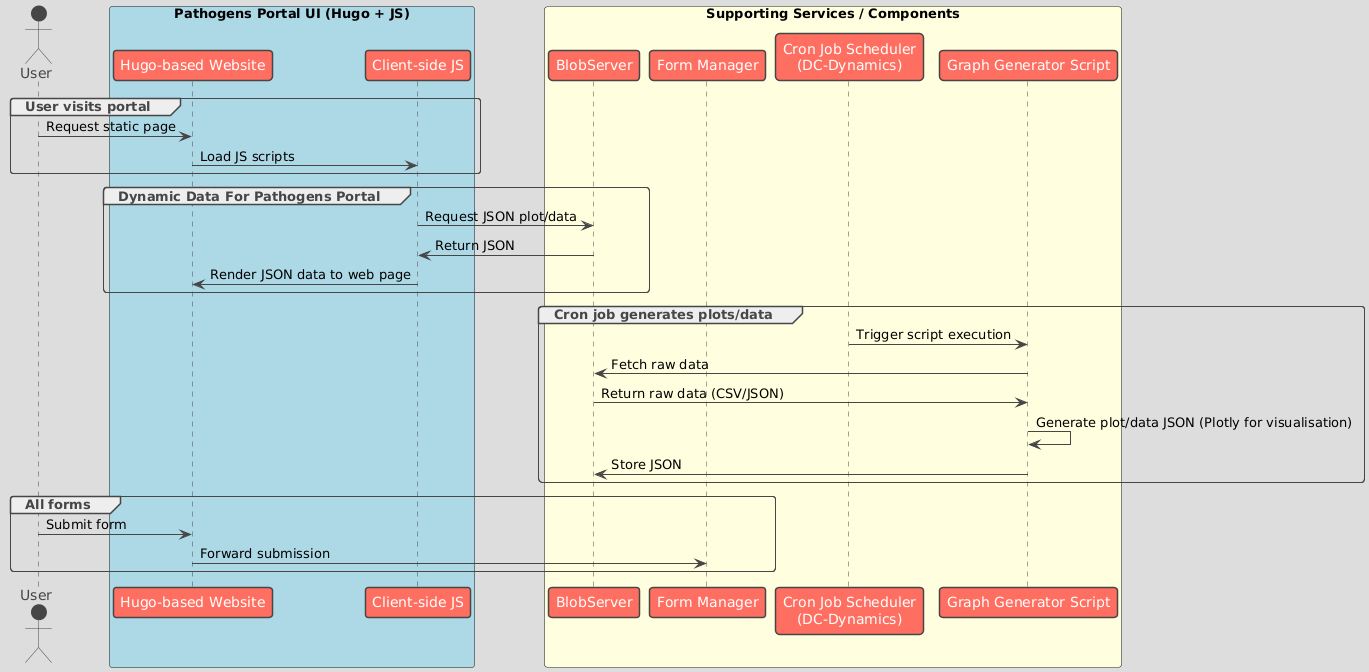 Pathogens Portal UI (Hugo + JS)
Supporting Services / Components
User
Hugo-based Website
Client-side JS
BlobServer
Form Manager
Cron Job Scheduler
(DC-Dynamics)
Graph Generator Script
User visits portal
Request static page
Load JS scripts
Dynamic Data For Pathogens Portal
Request JSON plot/data
Return JSON
Render JSON data to web page
Cron job generates plots/data
Trigger script execution
Fetch raw data
Return raw data (CSV/JSON)
Generate plot/data JSON (Plotly for visualisation)
Store JSON
All forms
Submit form
Forward submission
User
Hugo-based Website
Client-side JS
BlobServer
Form Manager
Cron Job Scheduler
(DC-Dynamics)
Graph Generator Script